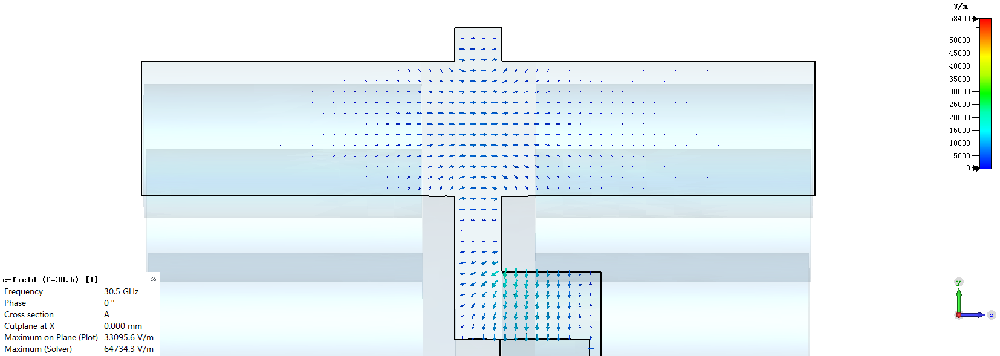 V/m
58403
50000
45000
40000
35000
30000
25000
20000
15000
10000
5000
0
e-field (f=30.5) [1]
Frequency 30.5 GHz
Phase 0 °
Cross section A
Cutplane at X 0.000 mm
Maximum on Plane (Plot) 33095.6 V/m
Maximum (Solver) 64734.3 V/m
y
z